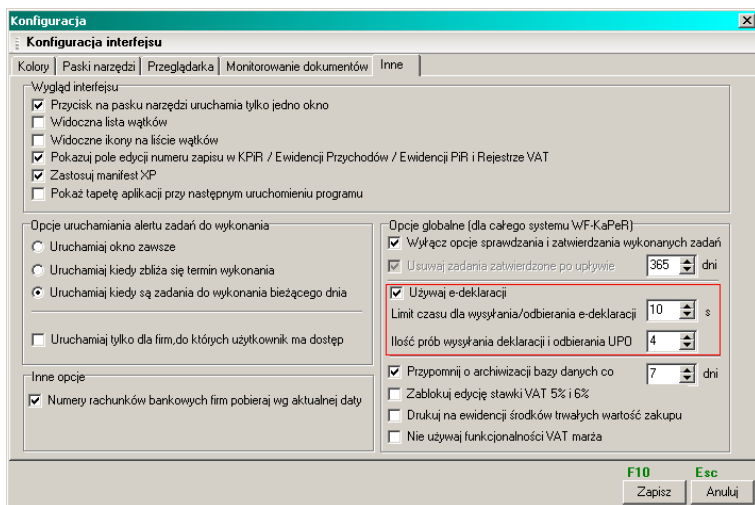 Konfiguracja
Konfiguracja interfejsu
Kolory Paski narzędzi Przeglądarka Monitorowanie dokumentów Inne
Wygląd interfejsu
Przycisk na pasku narzędzi uruchamia tylko jedno okno
Widoczna lista wątków
Widoczne ikony na liście wątków
Pokazuj pole edycji numeru zapisu w KPiR / Ewidencji Przychodów / Ewidencji PiR i Rejestrze VAT
Zastosuj manifest XP
Pokaż tapetę aplikacji przy następnym uruchomieniu programu
Opcje uruchamiania alertu zadań do wykonania
Uruchamiaj okno zawsze
Uruchamiaj kiedy zbliża się termin wykonania
Uruchamiaj kiedy są zadania do wykonania bieżącego dnia
Uruchamiaj tylko dla firm,do których użytkownik ma dostęp
Inne opcje
Numery rachunków bankowych firm pobieraj wg aktualnej daty
Opcje globalne (dla całego systemu WF-KaPeR)
Wyłącz opcje sprawdzania i zatwierdzania wykonanych zadań
Usuwaj zadania zatwierdzone po upływie 365 dni
Używaj e-deklaracji
Limit czasu dla wysyłania/odbierania e-deklaracji 10 s
Ilość prób wysyłania deklaracji i odbierania UPO 4
Przypomnij o archiwizacji bazy danych co 7 dni
Zablokuj edycję stawki VAT 5% i 6%
Drukuj na ewidencji środków trwałych wartość zakupu
Nie używaj funkcjonalności VAT marża
F10 Esc
Zapisz Anuluj